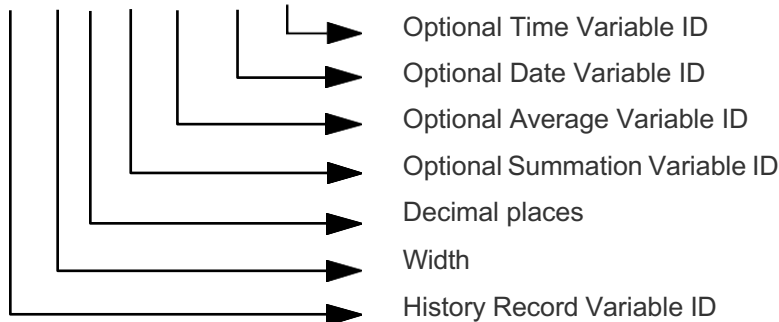 Optional Time Variable ID
Optional Date Variable ID
Optional Average Variable ID
Optional Summation Variable ID
Decimal places
Width
History Record Variable ID